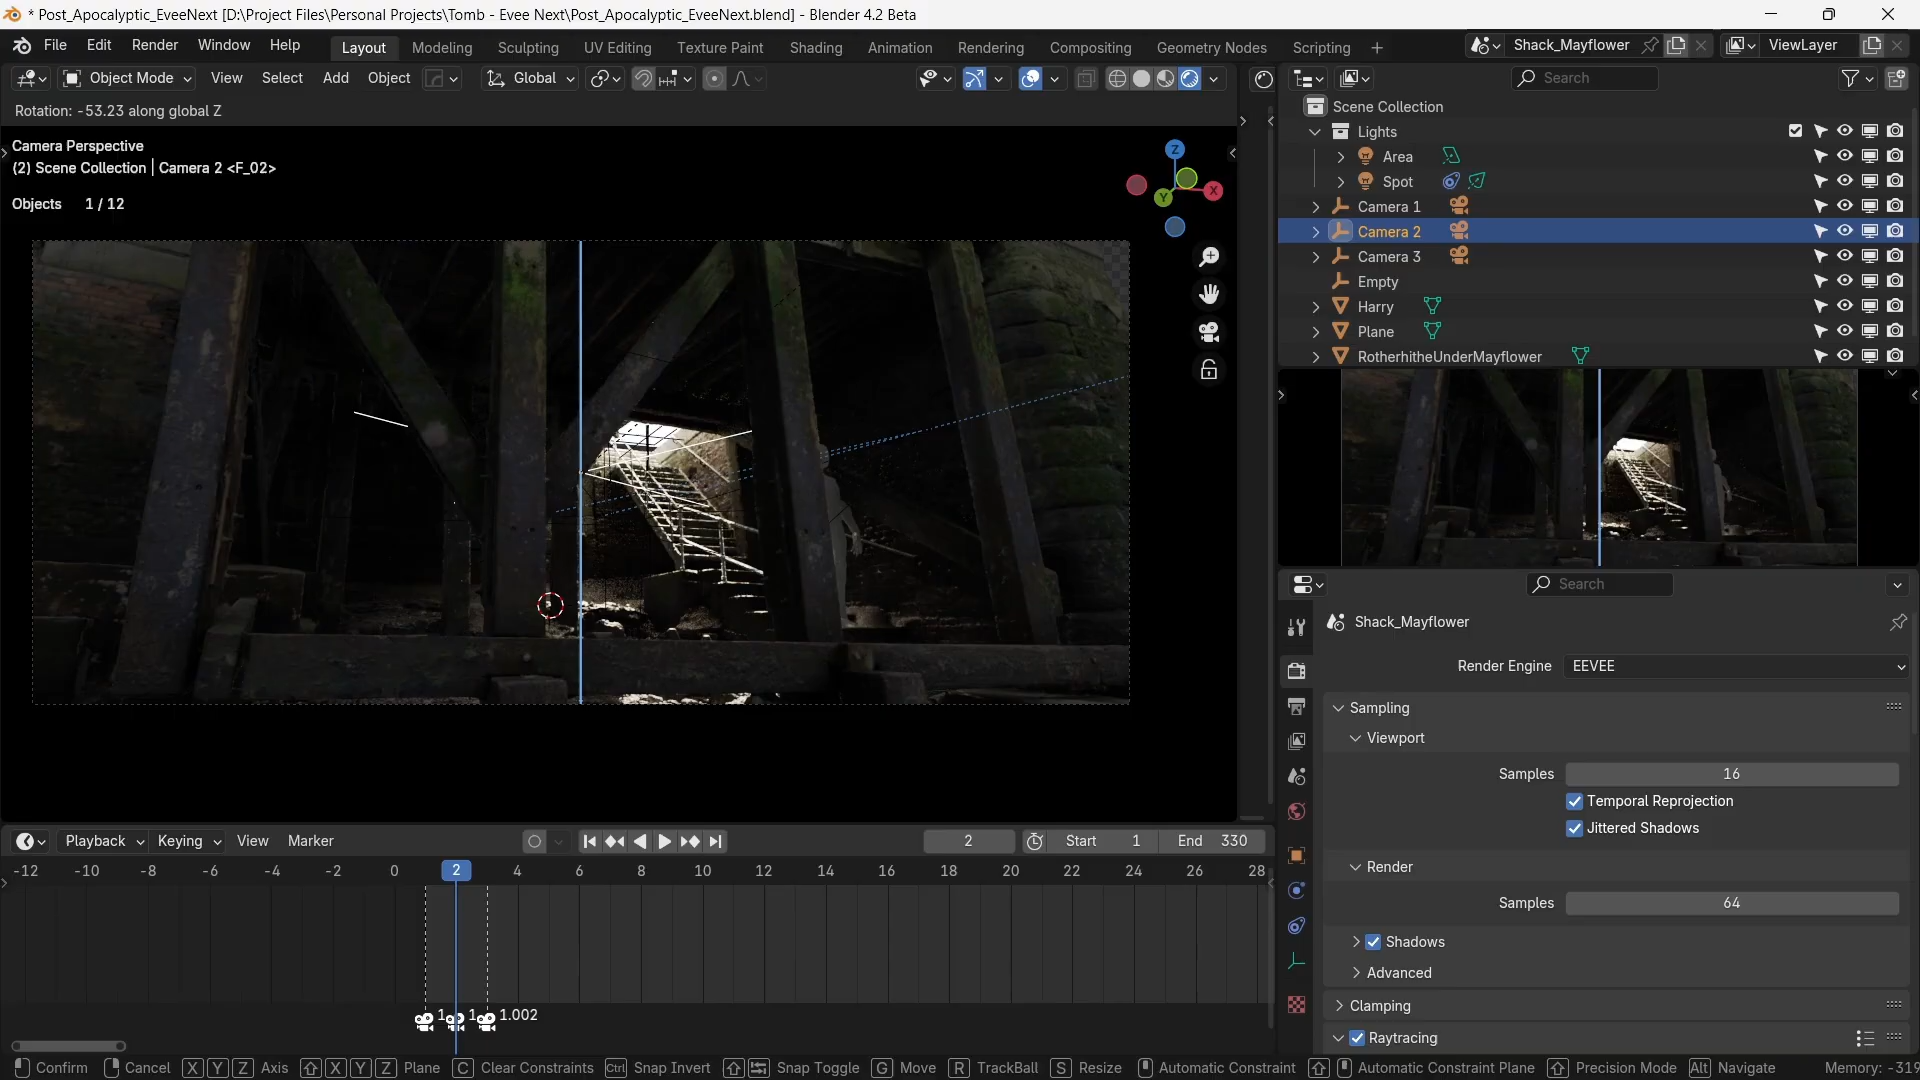 * Post_Apocalyptic_EveeNext [D:\Project Files\Personal Projects\Tomb - Evee Next\Post_Apocalyptic_EveeNext.blend] - Blender 4.2 Beta
File Edit Render Window Help Layout Modeling Sculpting UV Editing Texture Paint Shading Animation Rendering Compositing Geometry Nodes Scripting + Shack_Mayflower ViewLayer
Object Mode View Select Add Object Global Search
Rotation: -53.23 along global Z
Camera Perspective
(2) Scene Collection | Camera 2 <F_02>
Objects 1 / 12
Z
X
Y
Scene Collection
Lights
Area
Spot
Camera 1
Camera 2
Camera 3
Empty
Harry
Plane
RotherhitheUnderMayflower
Search
Shack_Mayflower
Render Engine EEVEE
Sampling
Viewport
Samples 16
Temporal Reprojection
Jittered Shadows
Render
Samples 64
Shadows
Advanced
Clamping
Raytracing
Playback Keying View Marker 2 Start 1 End 330
-12 -10 -8 -6 -4 -2 0 2 4 6 8 10 12 14 16 18 20 22 24 26 28
1 1 1.002
Confirm Cancel X Y Z Axis X Y Z Plane C Clear Constraints Ctrl Snap Invert Snap Toggle G Move R TrackBall S Resize Automatic Constraint Automatic Constraint Plane Precision Mode Alt Navigate Memory: -319